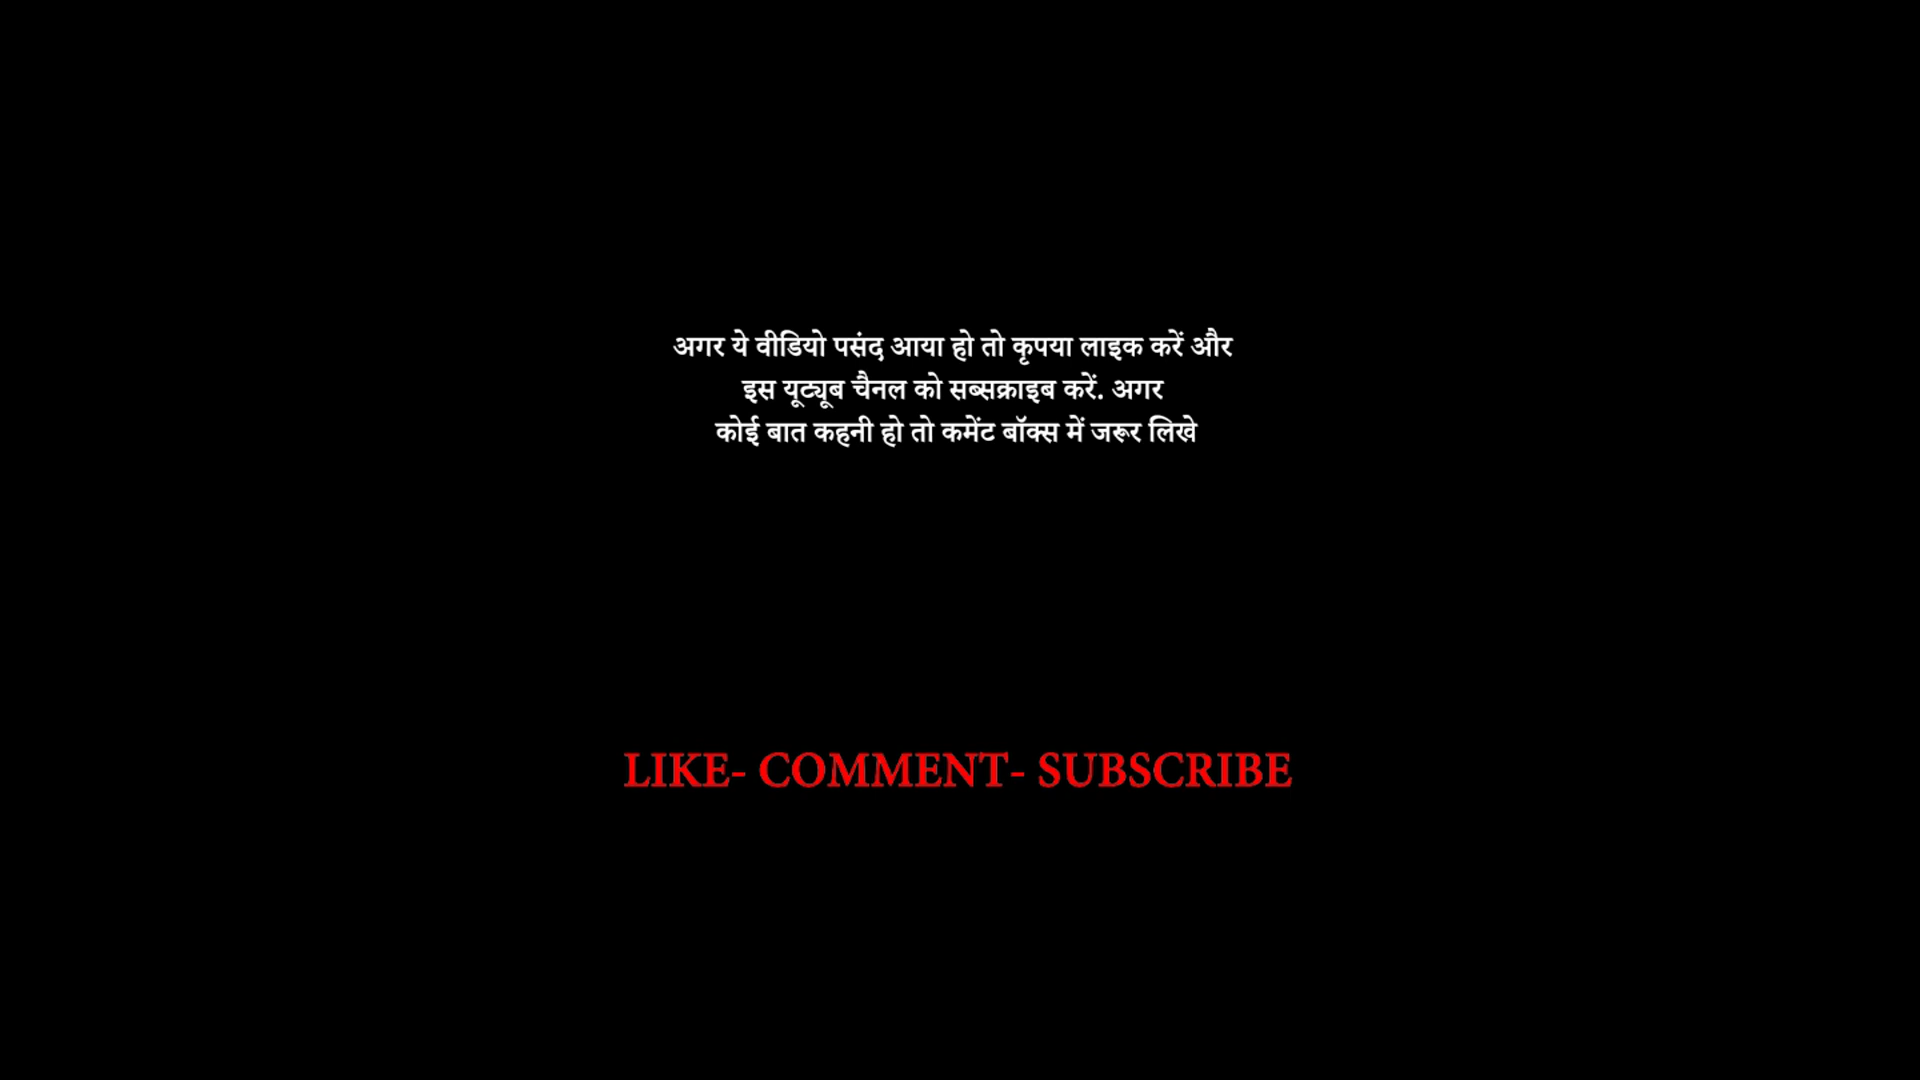 अगर ये वीडियो पसंद आया हो तो कृपया लाइक करें और
इस यूट्यूब चैनल को सब्सक्राइब करें. अगर
कोई बात कहनी हो तो कमेंट बॉक्स में जरूर लिखे
LIKE- COMMENT- SUBSCRIBE